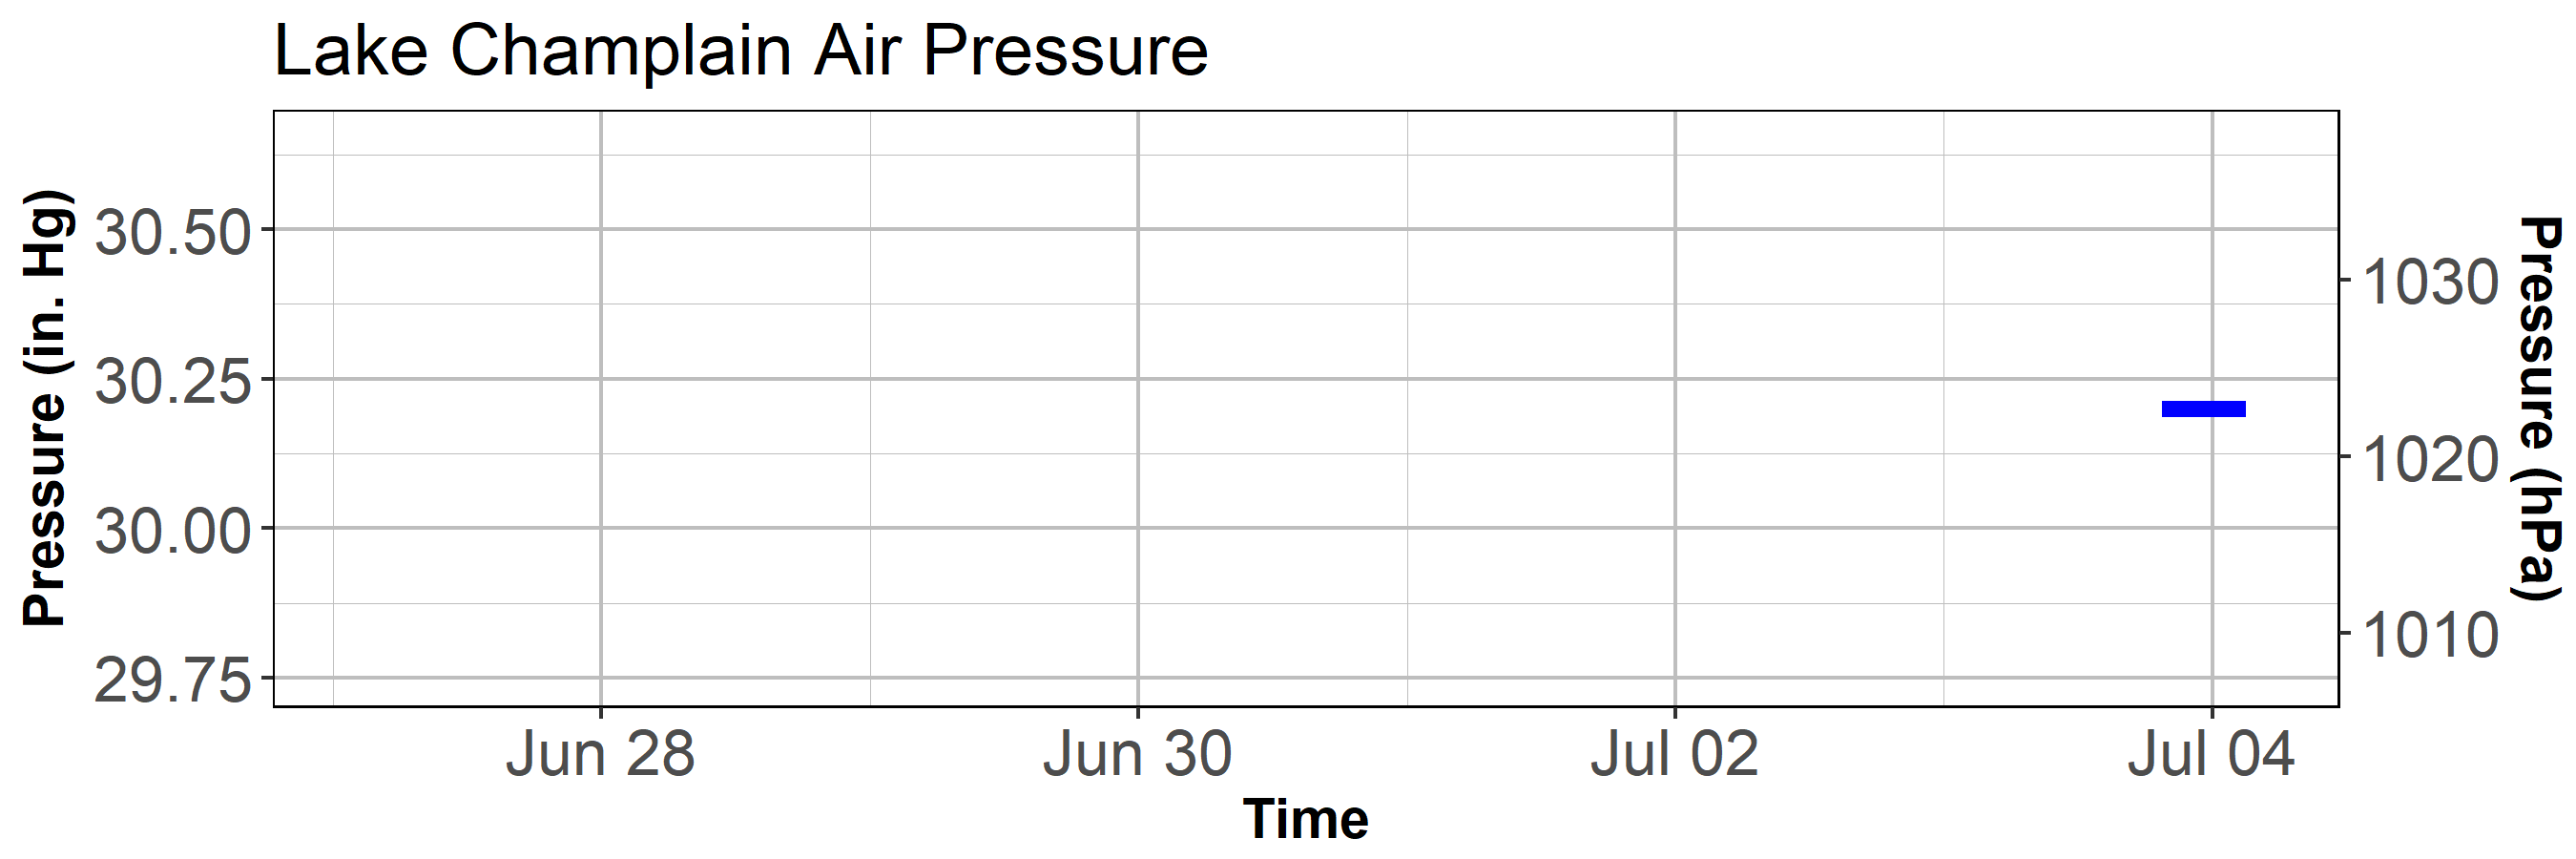 Lake Champlain Air Pressure
Pressure (in. Hg)
30.50
30.25
30.00
29.75
1030
1020
1010
Pressure (hPa)
Jun 28
Jun 30
Jul 02
Jul 04
Time